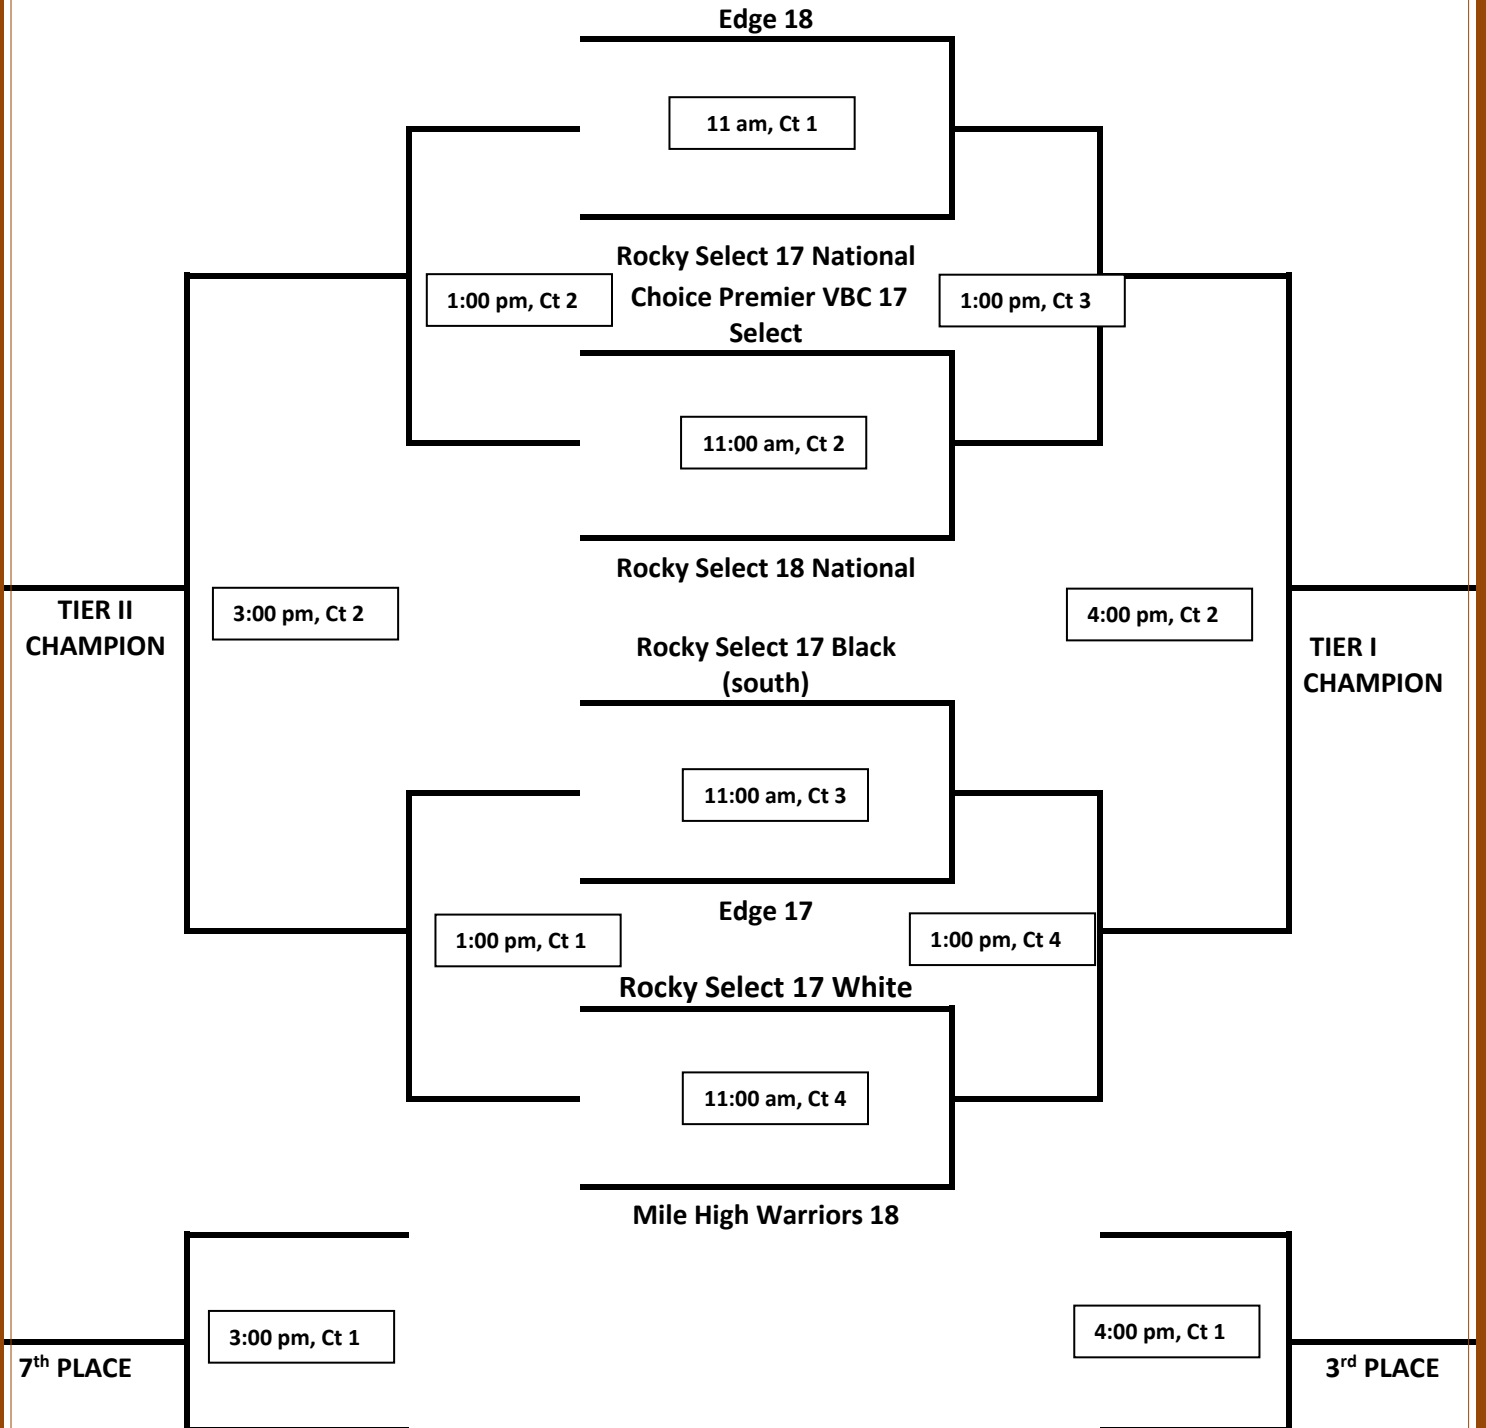 Edge 18
11 am, Ct 1
Rocky Select 17 National
1:00 pm, Ct 2
Choice Premier VBC 17
Select
1:00 pm, Ct 3
11:00 am, Ct 2
Rocky Select 18 National
TIER II
CHAMPION
3:00 pm, Ct 2
4:00 pm, Ct 2
TIER I
CHAMPION
Rocky Select 17 Black
(south)
11:00 am, Ct 3
Edge 17
1:00 pm, Ct 1
1:00 pm, Ct 4
Rocky Select 17 White
11:00 am, Ct 4
Mile High Warriors 18
3:00 pm, Ct 1
4:00 pm, Ct 1
7th PLACE
3rd PLACE